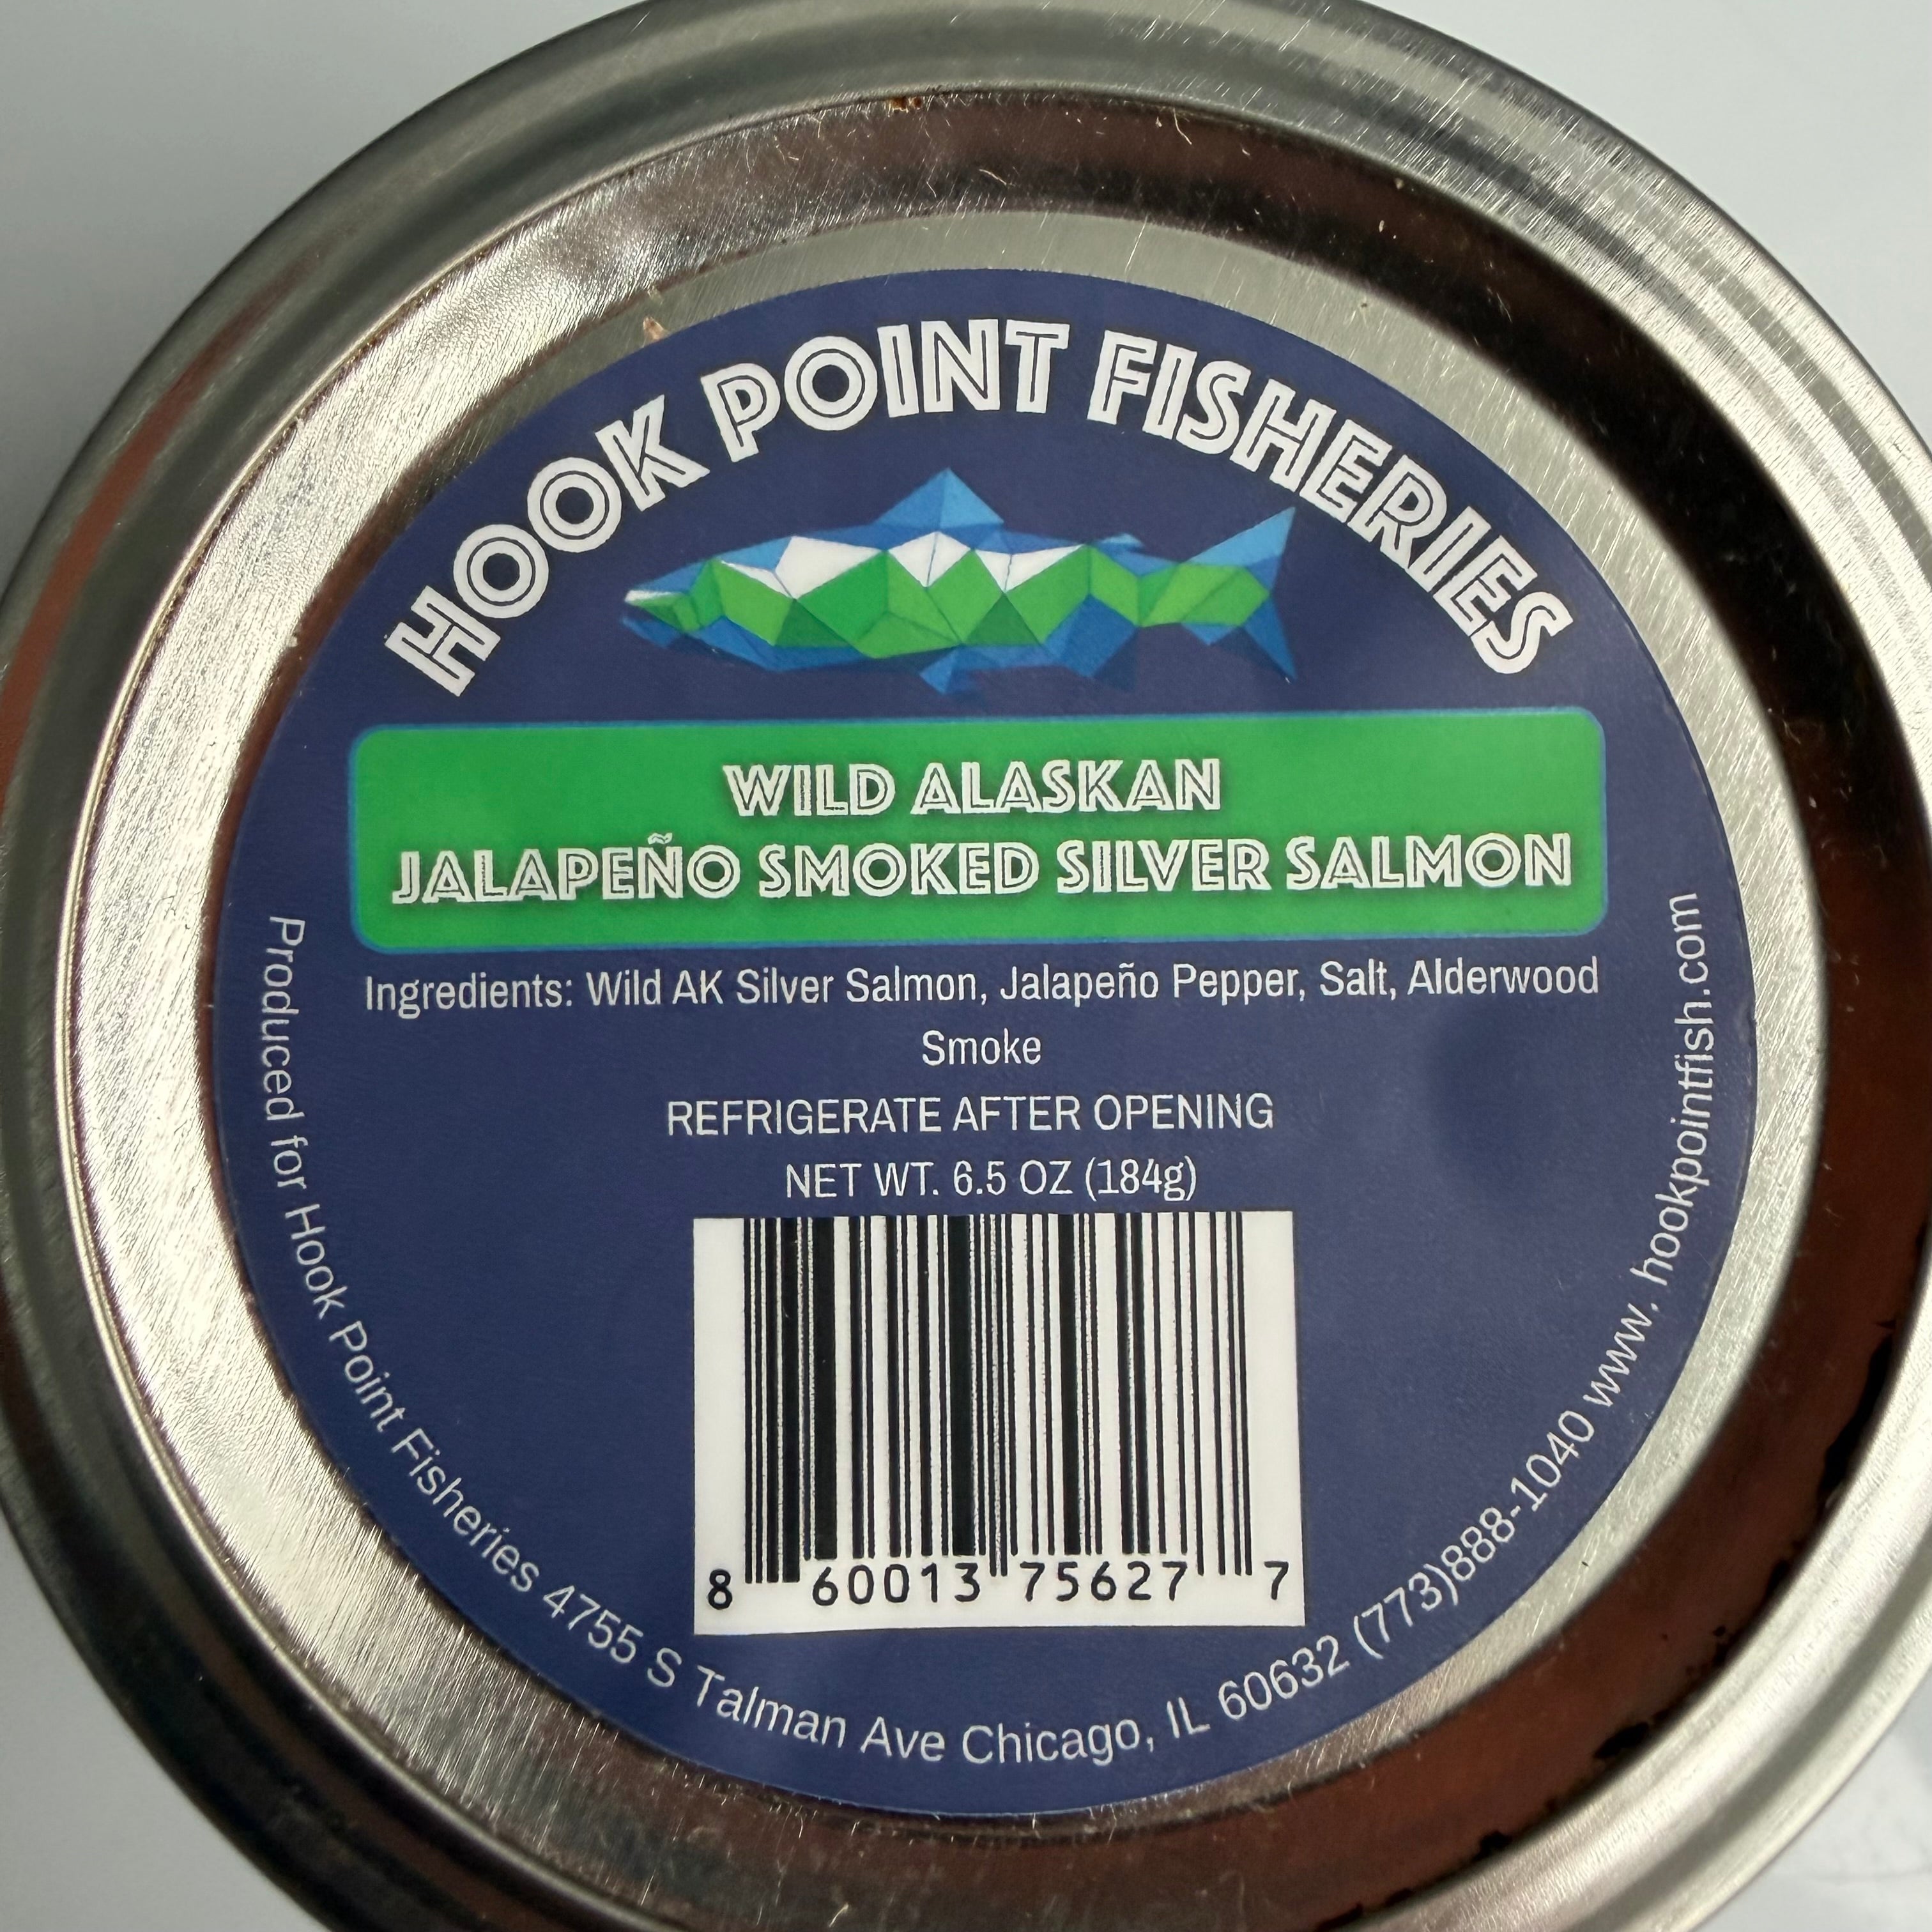 HOOK POINT FISHERIES
WILD ALASKAN
JALAPEÑO SMOKED SILVER SALMON
Ingredients: Wild AK Silver Salmon, Jalapeño Pepper, Salt, Alderwood
Smoke
REFRIGERATE AFTER OPENING
NET WT. 6.5 OZ (184g)
8 60013 75627 7
Produced for Hook Point Fisheries 4755 S Talman Ave Chicago, IL 60632 (773)888-1040 www. hookpointfish.com